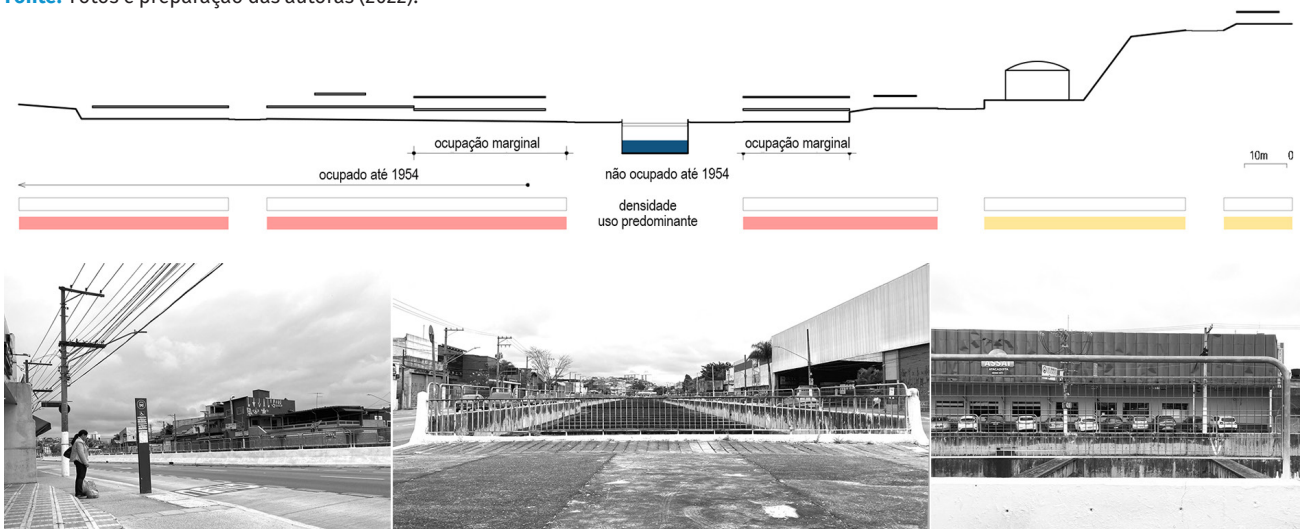 Fonte: Fotos e preparação das autoras (2022).
ocupação marginal
ocupação marginal
10m 0
ocupado até 1954
não ocupado até 1954
densidade
uso predominante
ASSAÍ